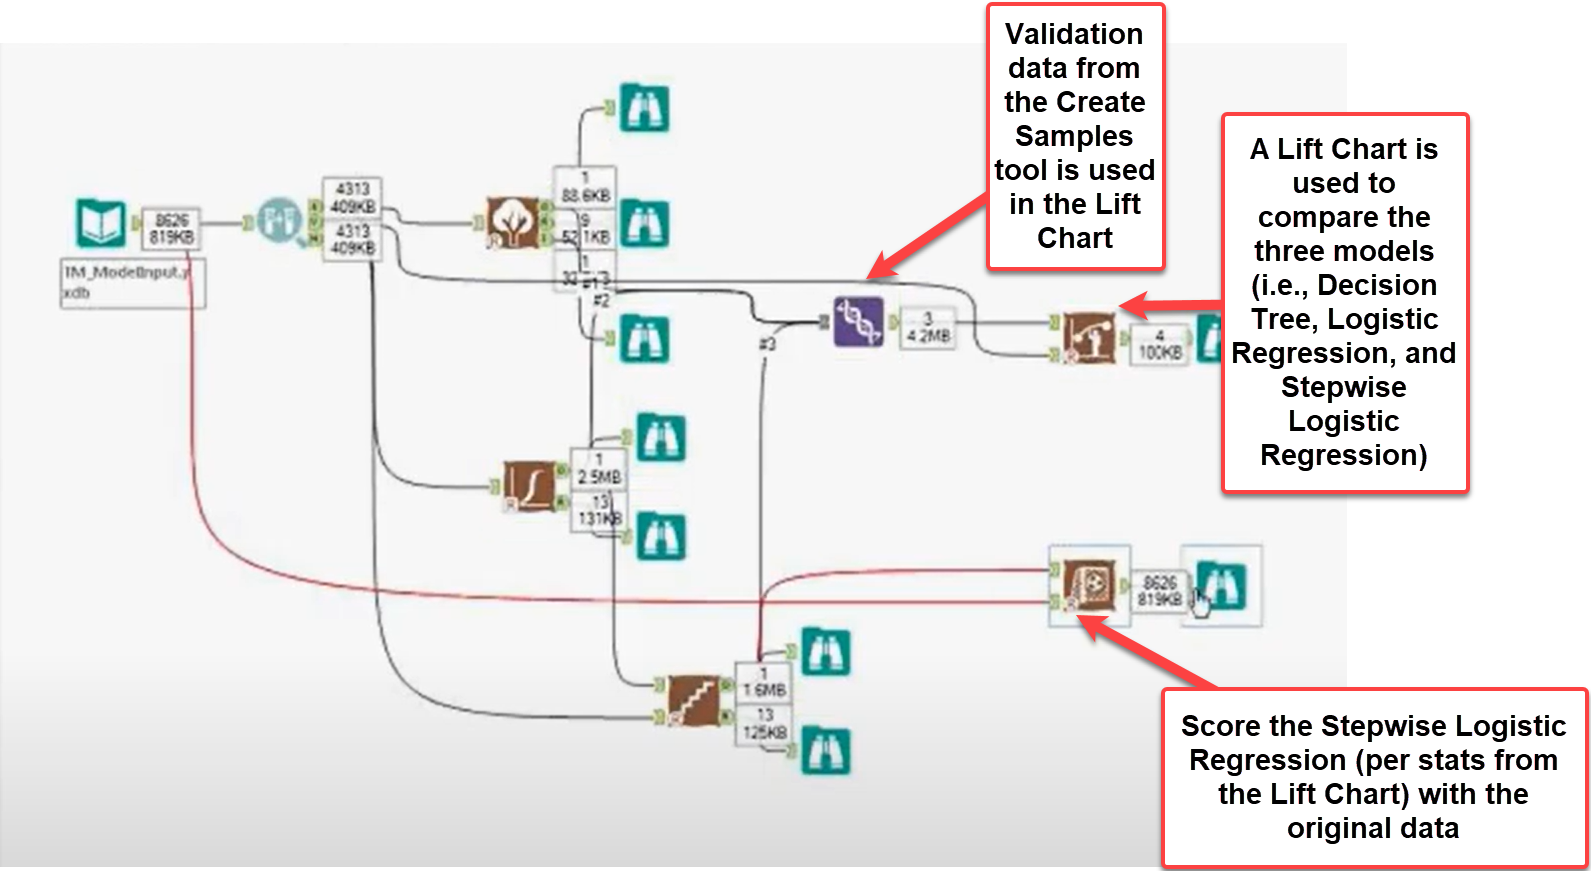 Validation
data from
the Create
Samples
tool is used
in the Lift
Chart
A Lift Chart is
used to
compare the
three models
(i.e., Decision
Tree, Logistic
Regression, and
Stepwise
Logistic
Regression)
8626
819KB
4313
409KB
4313
409KB
1
88.6KB
9
1
#1
#2
#3
3
4.2MB
4
100KB
1
2.5MB
13
131KB
8626
819KB
1
1.6MB
13
125KB
Score the Stepwise Logistic
Regression (per stats from
the Lift Chart) with the
original data